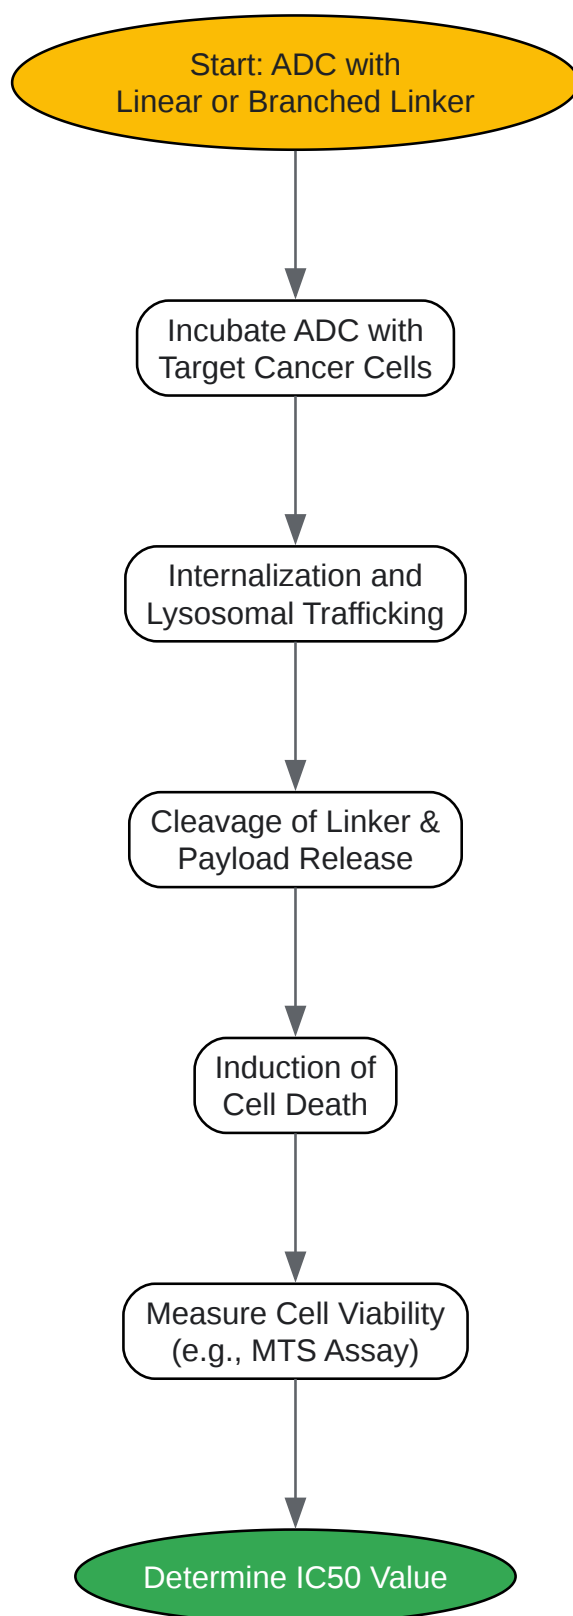 Start: ADC with
Linear or Branched Linker
Incubate ADC with
Target Cancer Cells
Internalization and
Lysosomal Trafficking
Cleavage of Linker &
Payload Release
Induction of
Cell Death
Measure Cell Viability
(e.g., MTS Assay)
Determine IC50 Value